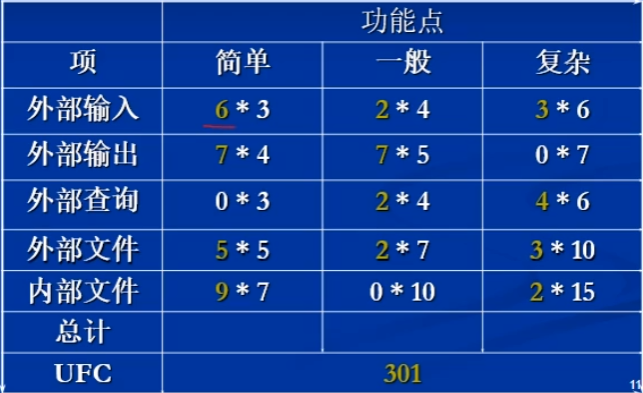 功能点
项 简单 一般 复杂
外部输入 6 * 3 2 * 4 3 * 6
外部输出 7 * 4 7 * 5 0 * 7
外部查询 0 * 3 2 * 4 4 * 6
外部文件 5 * 5 2 * 7 3 * 10
内部文件 9 * 7 0 * 10 2 * 15
总计
UFC 301
11